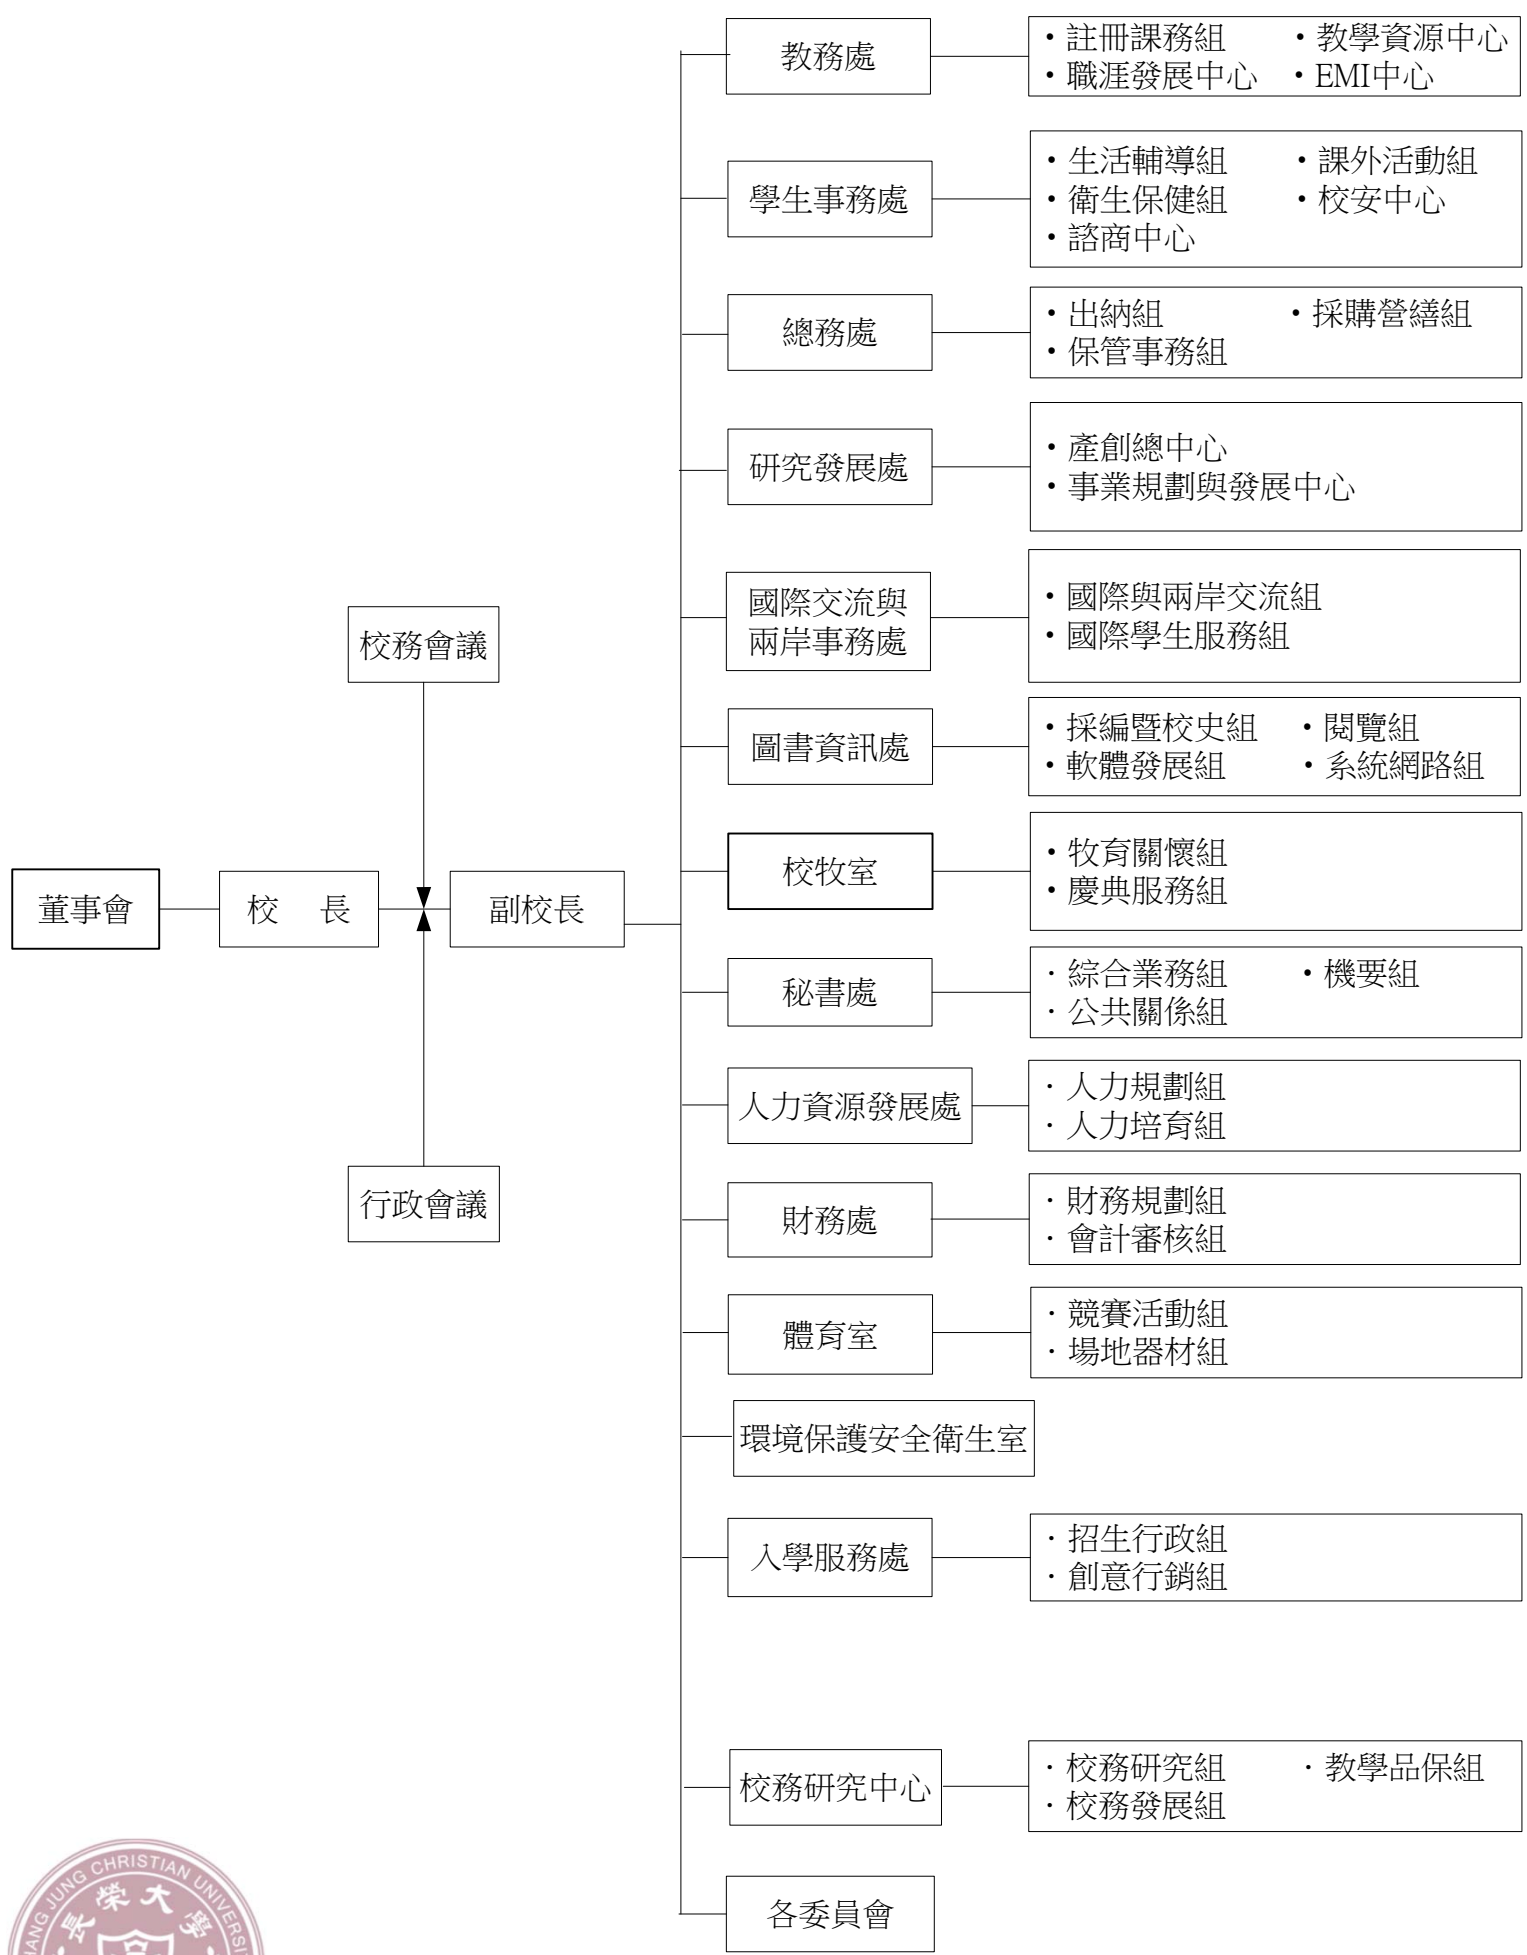 教務處
・註冊課務組 ・教學資源中心
・職涯發展中心 ・EMI中心
學生事務處
・生活輔導組 ・課外活動組
・衛生保健組 ・校安中心
・諮商中心
總務處
・出納組 ・採購營繕組
・保管事務組
研究發展處
・產創總中心
・事業規劃與發展中心
國際交流與
兩岸事務處
・國際與兩岸交流組
・國際學生服務組
校務會議
圖書資訊處
・採編暨校史組 ・閱覽組
・軟體發展組 ・系統網路組
董事會
校 長
副校長
校牧室
・牧育關懷組
・慶典服務組
秘書處
・綜合業務組 ・機要組
・公共關係組
人力資源發展處
・人力規劃組
・人力培育組
行政會議
財務處
・財務規劃組
・會計審核組
體育室
・競賽活動組
・場地器材組
環境保護安全衛生室
入學服務處
・招生行政組
・創意行銷組
校務研究中心
・校務研究組 ・教學品保組
・校務發展組
各委員會
JUNG CHRISTIAN
長榮大學